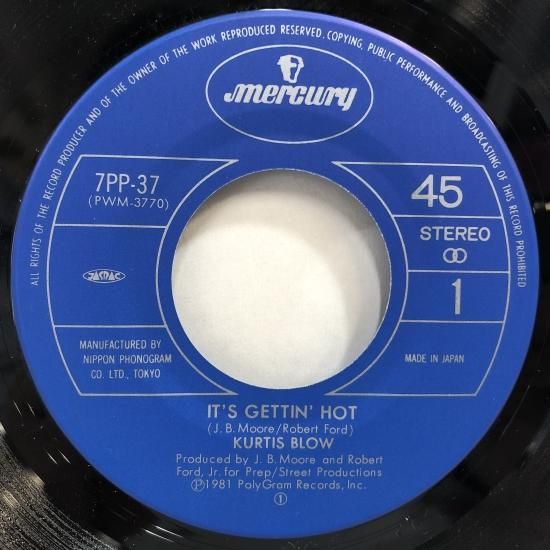 ALL RIGHTS OF THE RECORD PRODUCER AND OF THE OWNER OF THE WORK REPRODUCED RESERVED. COPYING, PUBLIC PERFORMANCE AND BROADCASTING OF THIS RECORD PROHIBITED
mercury
7PP-37
(PWM-3770)
45
STEREO
JASRAC
1
MANUFACTURED BY
NIPPON PHONOGRAM
CO. LTD., TOKYO
MADE IN JAPAN
IT'S GETTIN' HOT
(J. B. Moore/Robert Ford)
KURTIS BLOW
Produced by J. B. Moore and Robert
Ford, Jr. for Prep/Street Productions
Ⓟ1981 PolyGram Records, Inc.
①